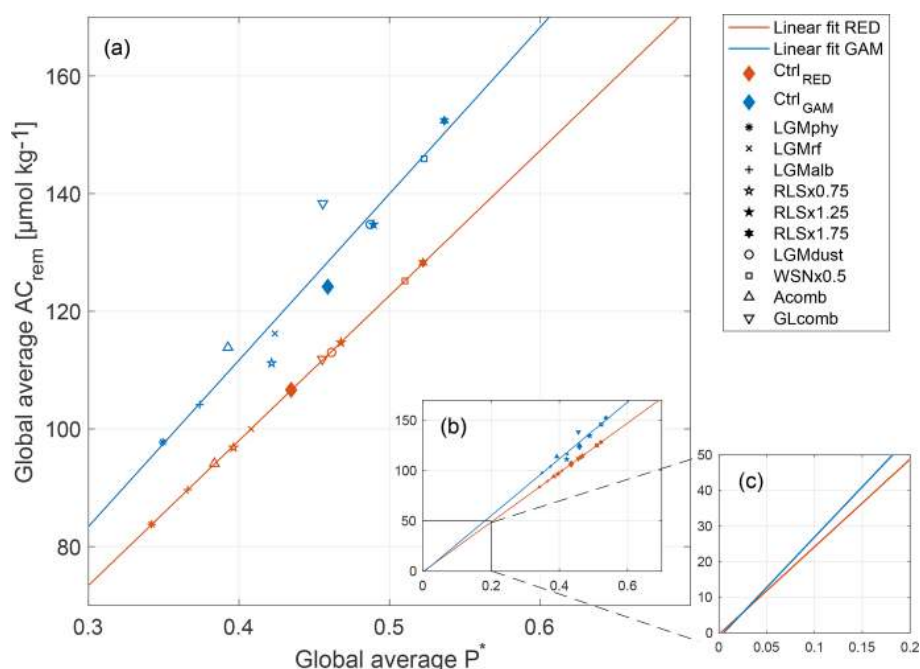 (a)
Global average AC_rem [μmol kg-1]
160
140
120
100
80
0.3
0.4
0.5
0.6
Global average P*
Linear fit RED
Linear fit GAM
Ctrl_RED
Ctrl_GAM
LGMphy
LGMrf
LGMalb
RLSx0.75
RLSx1.25
RLSx1.75
LGMdust
WSNx0.5
Acomb
GLcomb
(b)
150
100
50
0
0
0.2
0.4
0.6
(c)
50
40
30
20
10
0
0
0.05
0.1
0.15
0.2